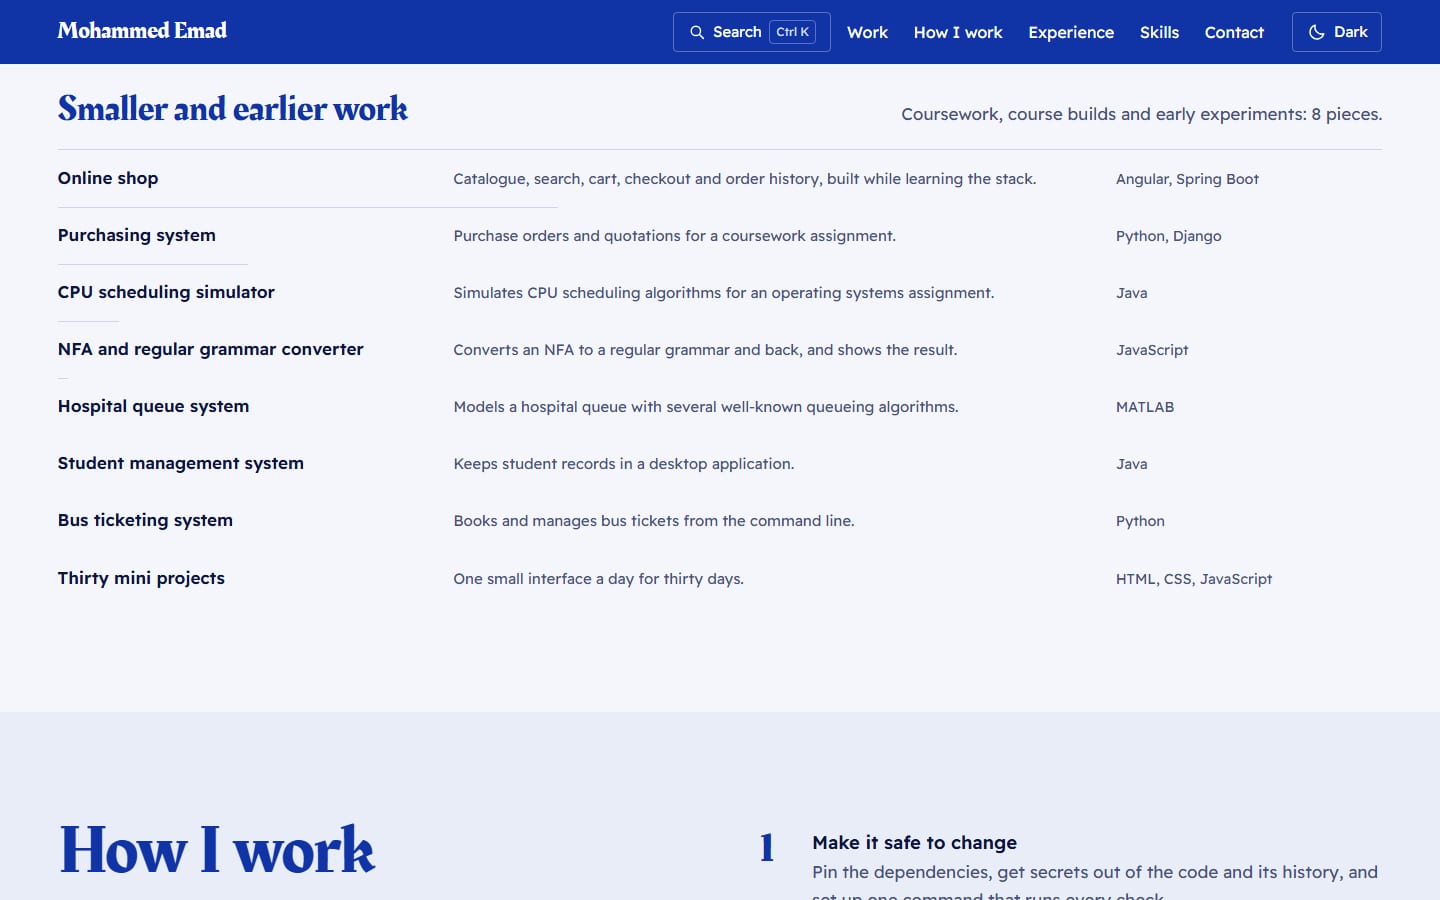 Mohammed Emad
Search Ctrl K Work How I work Experience Skills Contact Dark
Smaller and earlier work
Coursework, course builds and early experiments: 8 pieces.
Online shop Catalogue, search, cart, checkout and order history, built while learning the stack. Angular, Spring Boot
Purchasing system Purchase orders and quotations for a coursework assignment. Python, Django
CPU scheduling simulator Simulates CPU scheduling algorithms for an operating systems assignment. Java
NFA and regular grammar converter Converts an NFA to a regular grammar and back, and shows the result. JavaScript
Hospital queue system Models a hospital queue with several well-known queueing algorithms. MATLAB
Student management system Keeps student records in a desktop application. Java
Bus ticketing system Books and manages bus tickets from the command line. Python
Thirty mini projects One small interface a day for thirty days. HTML, CSS, JavaScript
How I work
1 Make it safe to change
Pin the dependencies, get secrets out of the code and its history, and
set up one command that runs every check.